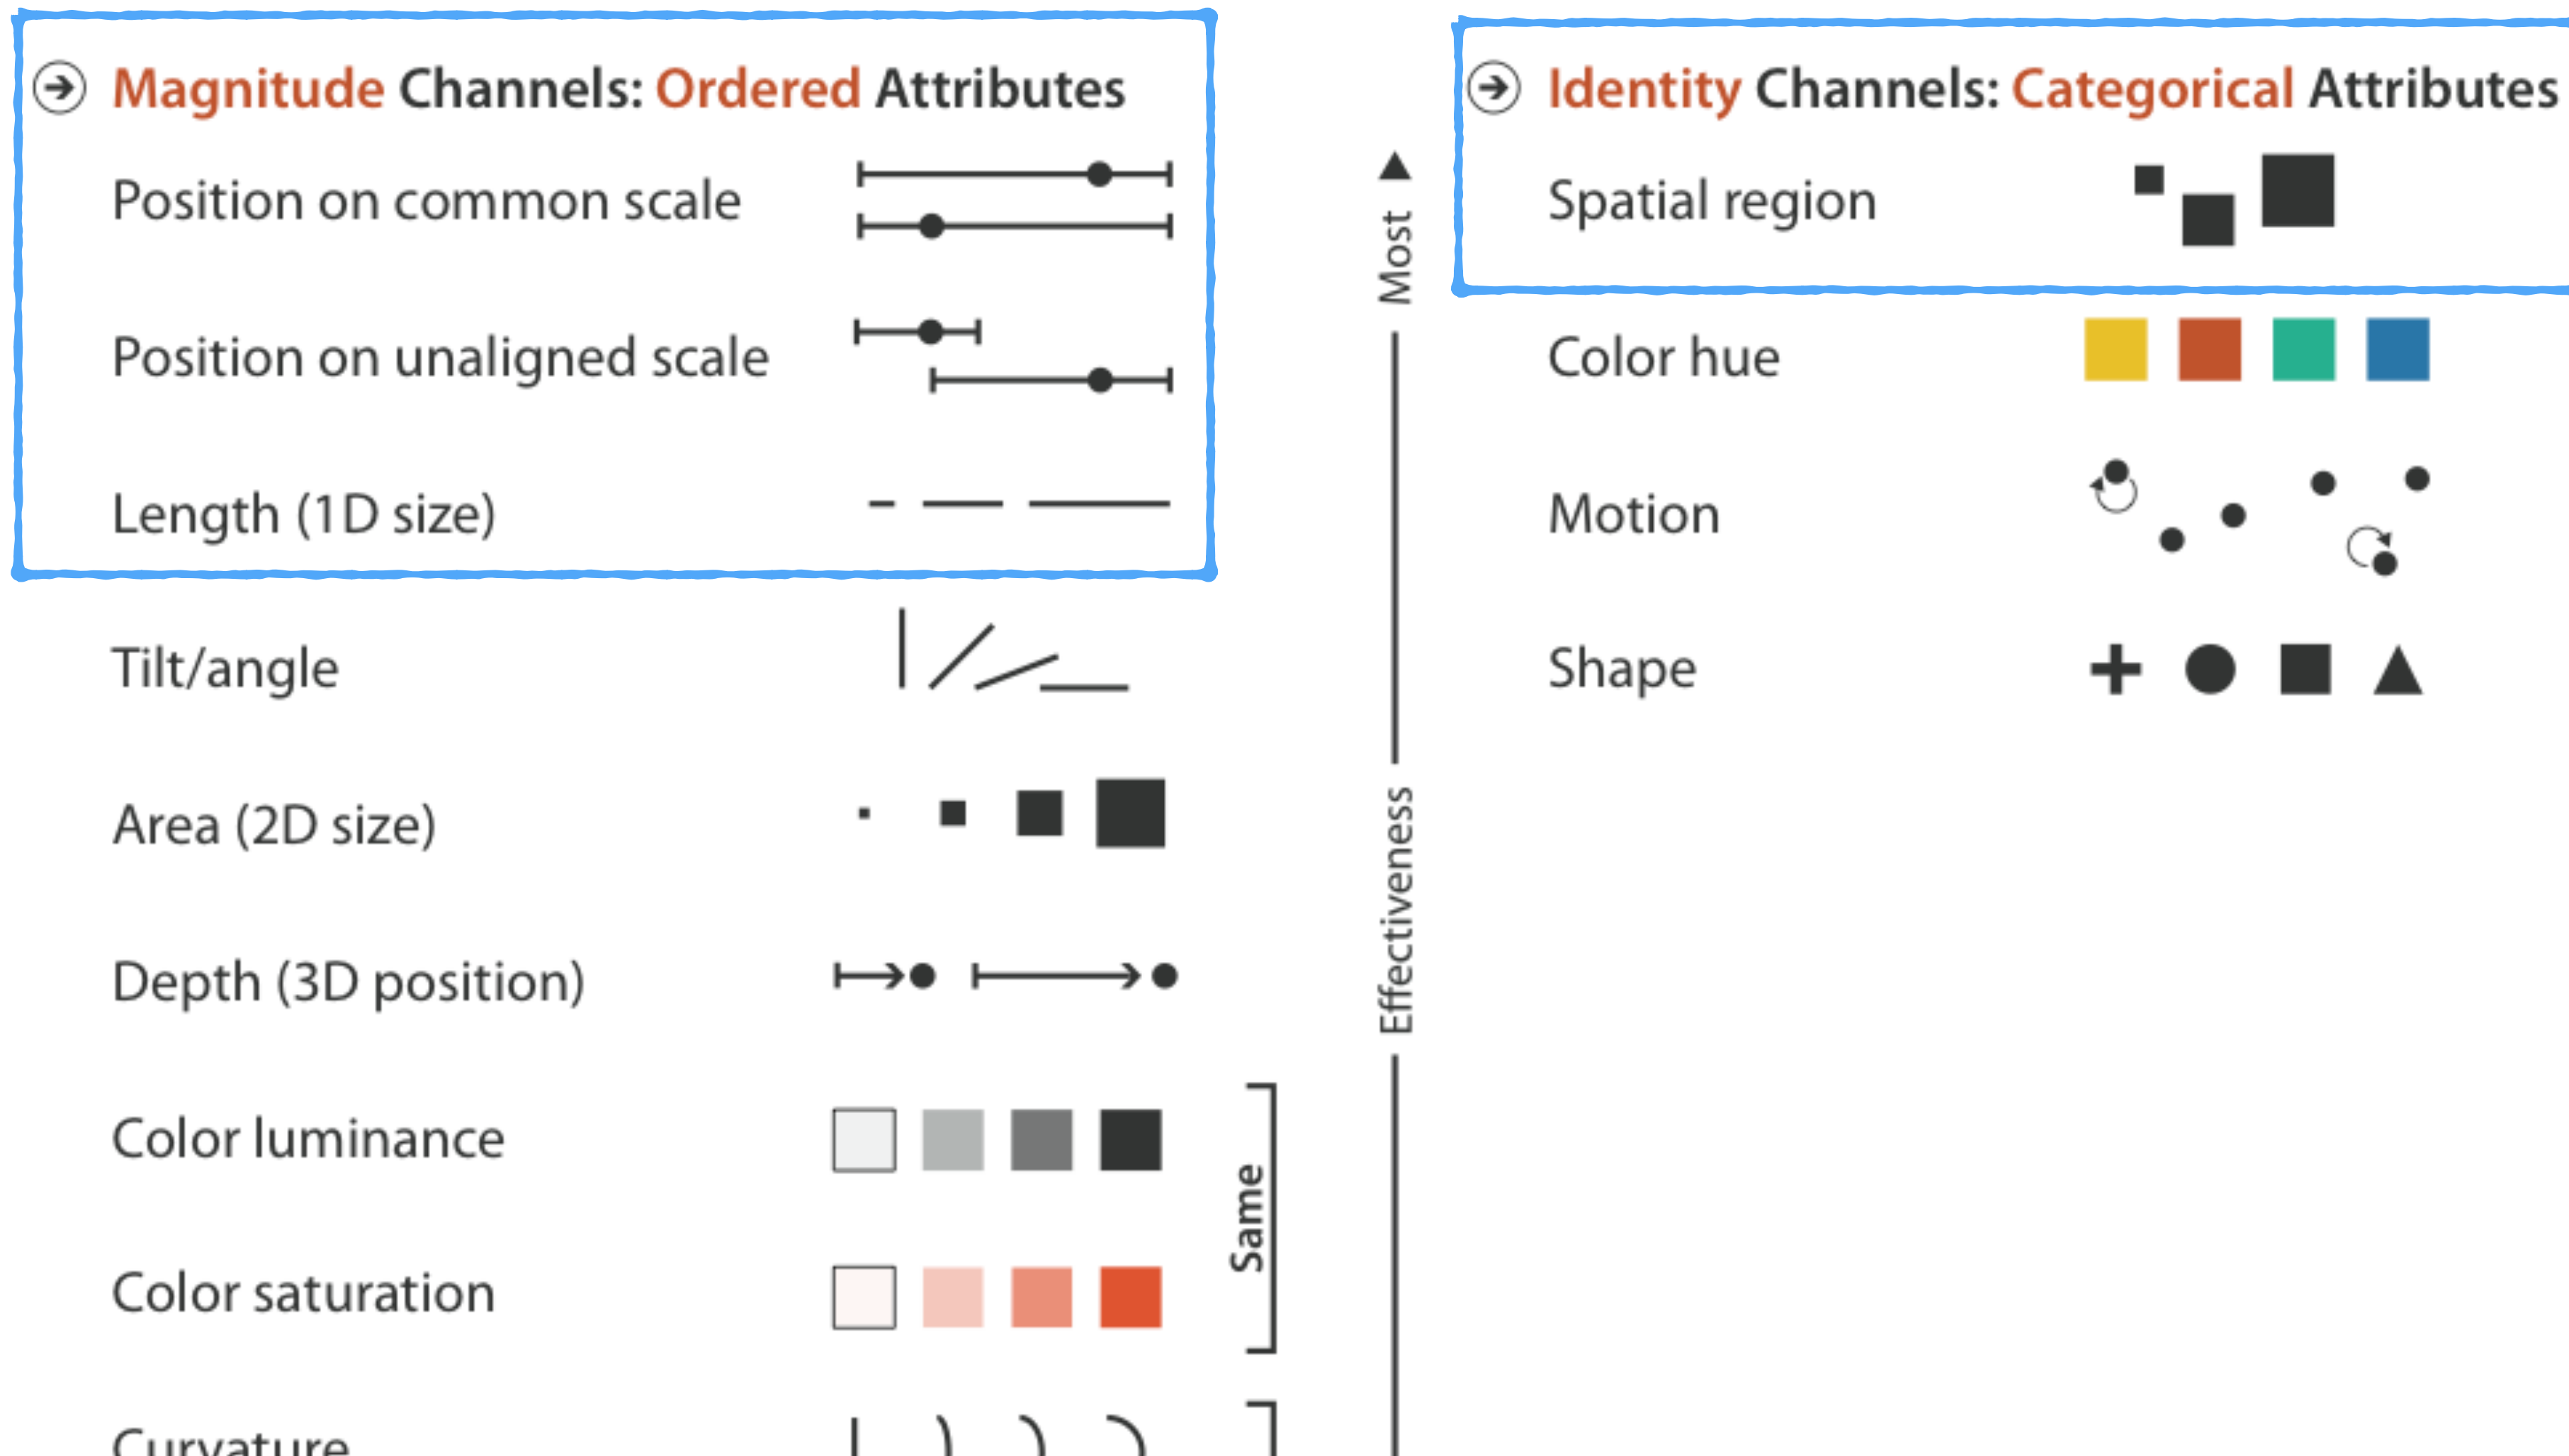 Magnitude Channels: Ordered Attributes
Position on common scale
Position on unaligned scale
Length (1D size)
Tilt/angle
Area (2D size)
Depth (3D position)
Color luminance
Color saturation
Curvature
Same
Most
Effectiveness
Identity Channels: Categorical Attributes
Spatial region
Color hue
Motion
Shape